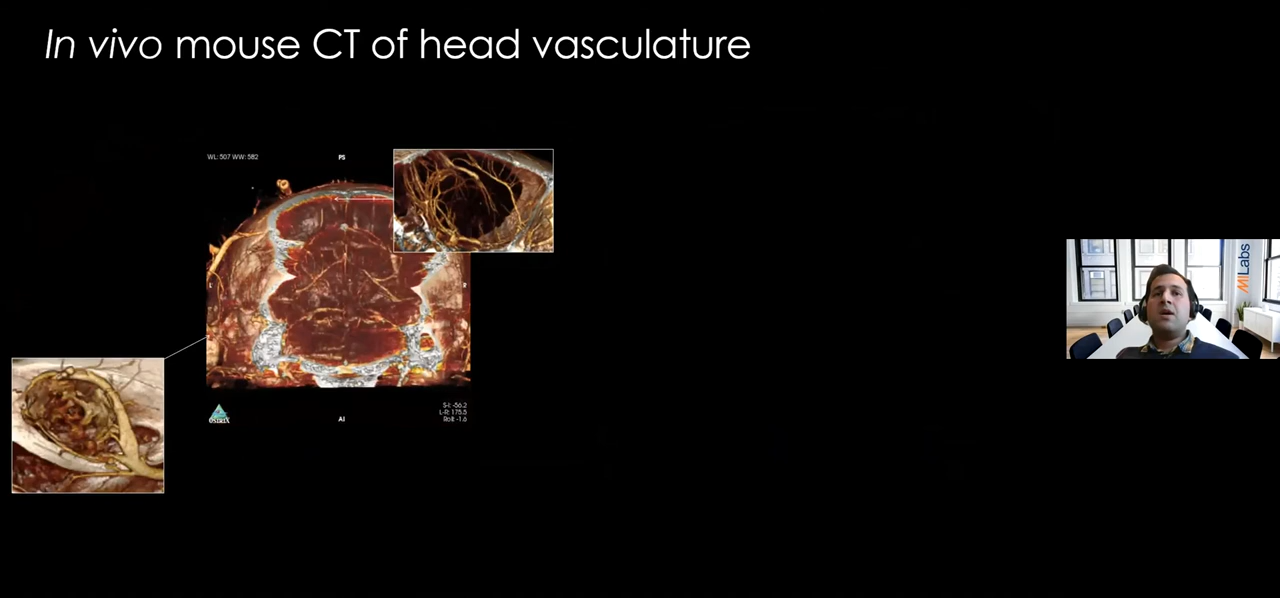 In vivo mouse CT of head vasculature
WL: 507 WW: 582
PS
L
R
MILabs
S-I: -56.2
L-R: 175.5
Roll: -1.6
OSIRIX
AI